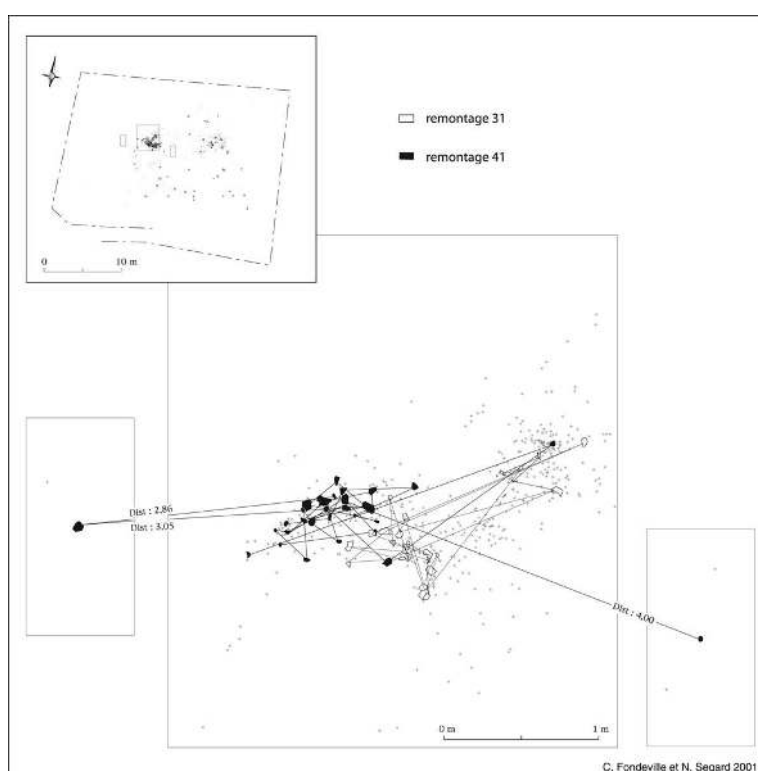 remontage 31
remontage 41
0 10 m
Dist : 2,86
Dist : 3,05
Dist : 4,00
0 m 1 m
C. Fondeville et N. Segard 2001